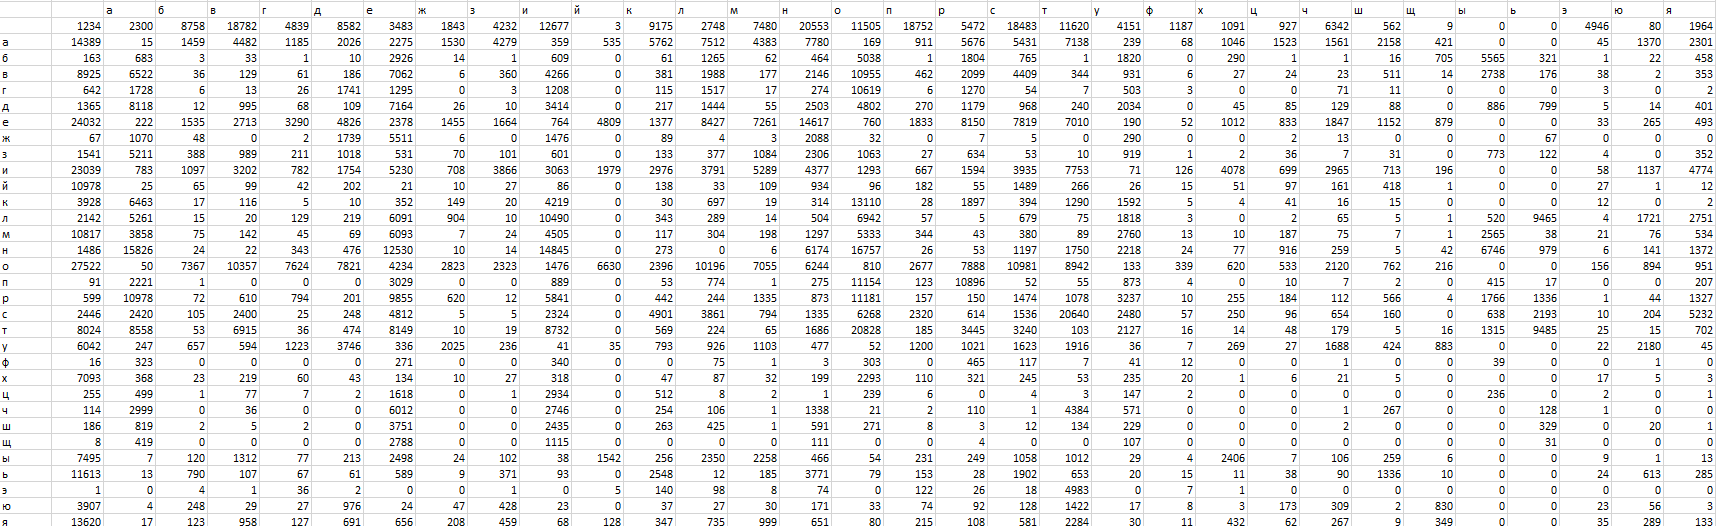 а б в г д е ж з и й к л м н о п р с т у ф х ц ч ш щ ы ь э ю я
1234 2300 8758 18782 4839 8582 3483 1843 4232 12677 3 9175 2748 7480 20553 11505 18752 5472 18483 11620 4151 1187 1091 927 6342 562 9 0 0 4946 80 1964
а 14389 15 1459 4482 1185 2026 2275 1530 4279 359 535 5762 7512 4383 7780 169 911 5676 5431 7138 239 68 1046 1523 1561 2158 421 0 0 45 1370 2301
б 163 683 3 33 1 10 2926 14 1 609 0 61 1265 62 464 5038 1 1804 765 1 1820 0 290 1 1 16 705 5565 321 1 22 458
в 8925 6522 36 129 61 186 7062 6 360 4266 0 381 1988 177 2146 10955 462 2099 4409 344 931 6 27 24 23 511 14 2738 176 38 2 353
г 642 1728 6 13 26 1741 1295 0 3 1208 0 115 1517 17 274 10619 6 1270 54 7 503 3 0 0 71 11 0 0 0 3 0 2
д 1365 8118 12 995 68 109 7164 26 10 3414 0 217 1444 55 2503 4802 270 1179 968 240 2034 0 45 85 129 88 0 886 799 5 14 401
е 24032 222 1535 2713 3290 4826 2378 1455 1664 764 4809 1377 8427 7261 14617 760 1833 8150 7819 7010 190 52 1012 833 1847 1152 879 0 0 33 265 493
ж 67 1070 48 0 2 1739 5511 6 0 1476 0 89 4 3 2088 32 0 7 5 0 290 0 0 2 13 0 0 0 67 0 0 0
з 1541 5211 388 989 211 1018 531 70 101 601 0 133 377 1084 2306 1063 27 634 53 10 919 1 2 36 7 31 0 773 122 4 0 352
и 23039 783 1097 3202 782 1754 5230 708 3866 3063 1979 2976 3791 5289 4377 1293 667 1594 3935 7753 71 126 4078 699 2965 713 196 0 0 58 1137 4774
й 10978 25 65 99 42 202 21 10 27 86 0 138 33 109 934 96 182 55 1489 266 26 15 51 97 161 418 1 0 0 27 1 12
к 3928 6463 17 116 5 10 352 149 20 4219 0 30 697 19 314 13110 28 1897 394 1290 1592 5 4 41 16 15 0 0 0 12 0 2
л 2142 5261 15 20 129 219 6091 904 10 10490 0 343 289 14 504 6942 57 5 679 75 1818 3 0 2 65 5 1 520 9465 4 1721 2751
м 10817 3858 75 142 45 69 6093 7 24 4505 0 117 304 198 1297 5333 344 43 380 89 2760 13 10 187 75 7 1 2565 38 21 76 534
н 1486 15826 24 22 343 476 12530 10 14 14845 0 273 0 6 6174 16757 26 53 1197 1750 2218 24 77 916 259 5 42 6746 979 6 141 1372
о 27522 50 7367 10357 7624 7821 4234 2823 2323 1476 6630 2396 10196 7055 6244 810 2677 7888 10981 8942 133 339 620 533 2120 762 216 0 0 156 894 951
п 91 2221 1 0 0 0 3029 0 0 889 0 53 774 1 275 11154 123 10896 52 55 873 4 0 10 7 2 0 415 17 0 0 207
р 599 10978 72 610 794 201 9855 620 12 5841 0 442 244 1335 873 11181 157 150 1474 1078 3237 10 255 184 112 566 4 1766 1336 1 44 1327
с 2446 2420 105 2400 25 248 4812 5 5 2324 0 4901 3861 794 1335 6268 2320 614 1536 20640 2480 57 250 96 654 160 0 638 2193 10 204 5232
т 8024 8558 53 6915 36 474 8149 10 19 8732 0 569 224 65 1686 20828 185 3445 3240 103 2127 16 14 48 179 5 16 1315 9485 25 15 702
у 6042 247 657 594 1223 3746 336 2025 236 41 35 793 926 1103 477 52 1200 1021 1623 1916 36 7 269 27 1688 424 883 0 0 22 2180 45
ф 16 323 0 0 0 0 271 0 0 340 0 0 75 1 3 303 0 465 117 7 41 12 0 0 1 0 0 39 0 0 1 0
х 7093 368 23 219 60 43 134 10 27 318 0 47 87 32 199 2293 110 321 245 53 235 20 1 6 21 5 0 0 0 17 5 3
ц 255 499 1 77 7 2 1618 0 1 2934 0 512 8 2 1 239 6 0 4 3 147 2 0 0 0 0 0 236 0 2 0 1
ч 114 2999 0 36 0 0 6012 0 0 2746 0 254 106 1 1338 21 2 110 1 4384 571 0 0 0 1 267 0 0 128 1 0 0
ш 186 819 2 5 2 0 3751 0 0 2435 0 263 425 1 591 271 8 3 12 134 229 0 0 0 2 0 0 0 329 0 20 1
щ 8 419 0 0 0 0 2788 0 0 1115 0 0 0 0 111 0 0 4 0 0 107 0 0 0 0 0 0 0 31 0 0 0
ы 7495 7 120 1312 77 213 2498 24 102 38 1542 256 2350 2258 466 54 231 249 1058 1012 29 4 2406 7 106 259 6 0 0 9 1 13
ь 11613 13 790 107 67 61 589 9 371 93 0 2548 12 185 3771 79 153 28 1902 653 20 15 11 38 90 1336 10 0 0 24 613 285
э 1 0 4 1 36 2 0 0 1 0 5 140 98 8 74 0 122 26 18 4983 0 7 1 0 0 0 0 0 0 0 0 0
ю 3907 4 248 29 27 976 24 47 428 23 0 37 27 30 171 33 74 92 128 1422 17 8 3 173 309 2 830 0 0 23 56 3
я 13620 17 123 958 127 691 656 208 459 68 128 347 735 999 651 80 215 108 581 2284 30 11 432 62 267 9 349 0 0 35 289 133